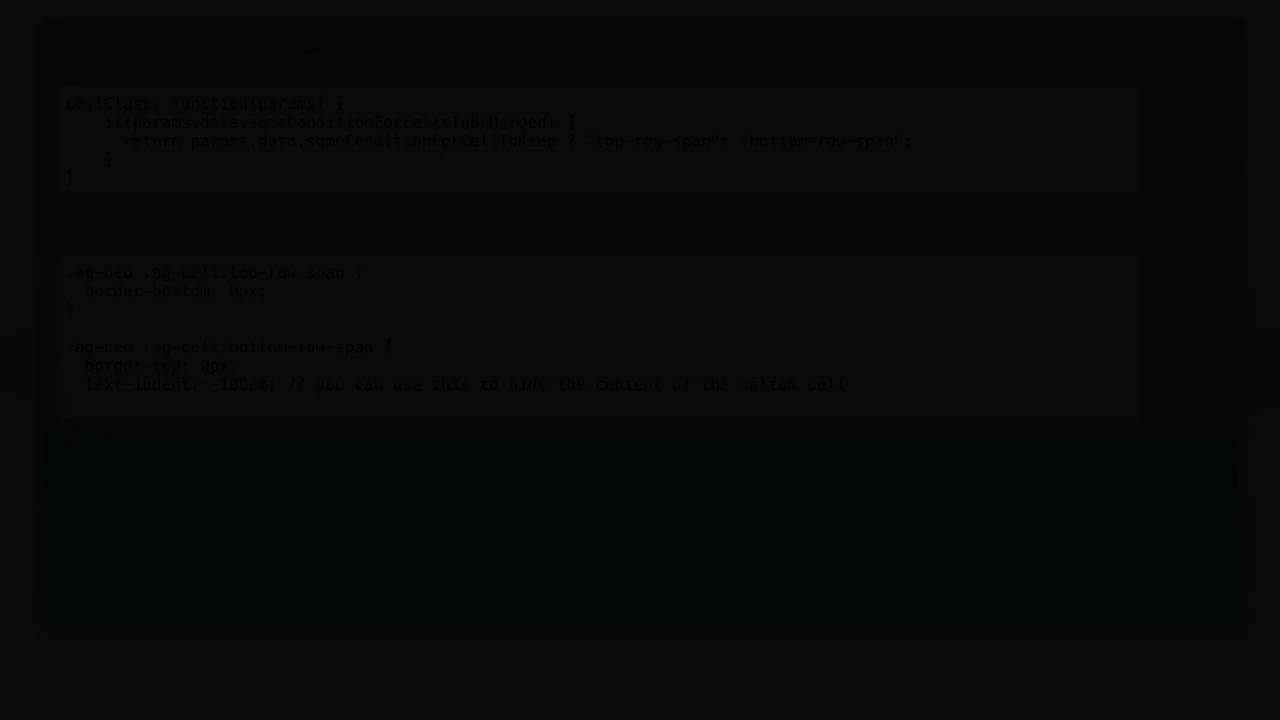 cellClass: function(params) {
    if(params.data.someConditionForCellsToBeMerged) {
      return params.data.someConditionForCellToKeep ? "top-row-span": "bottom-row-span";
    }
}
.ag-neo .ag-cell.top-row-span {
  border-bottom: 0px;
}
.ag-neo .ag-cell.bottom-row-span {
  border-top: 0px;
  text-indent: -100em; // you can use this to hide the content of the bottom cell
}